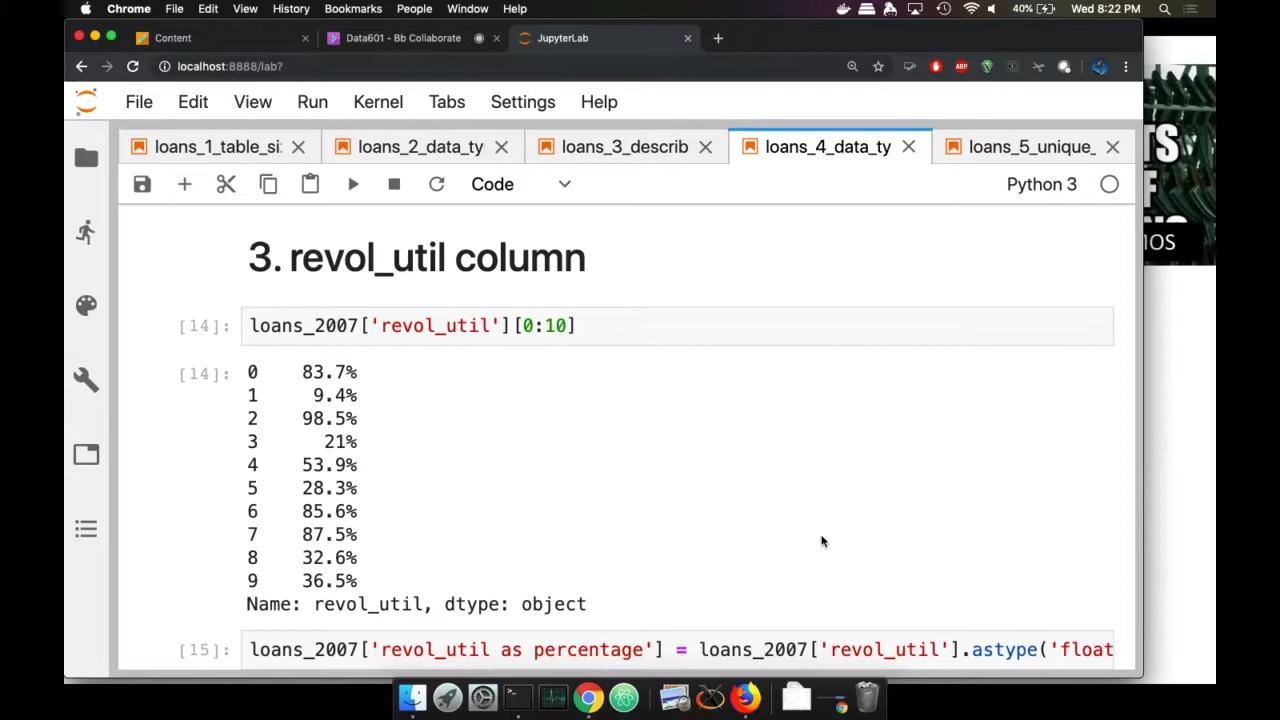 Chrome File Edit View History Bookmarks People Window Help 40% Wed 8:22 PM
Content Data601 - Bb Collaborate JupyterLab
localhost:8888/lab?
ABP
File Edit View Run Kernel Tabs Settings Help
loans_1_table_si: loans_2_data_ty loans_3_describ loans_4_data_ty loans_5_unique_
Code Python 3
3. revol_util column
[14]: loans_2007['revol_util'][0:10]
[14]: 0 83.7%
1 9.4%
2 98.5%
3 21%
4 53.9%
5 28.3%
6 85.6%
7 87.5%
8 32.6%
9 36.5%
Name: revol_util, dtype: object
[15]: loans_2007['revol_util as percentage'] = loans_2007['revol_util'].astype('float